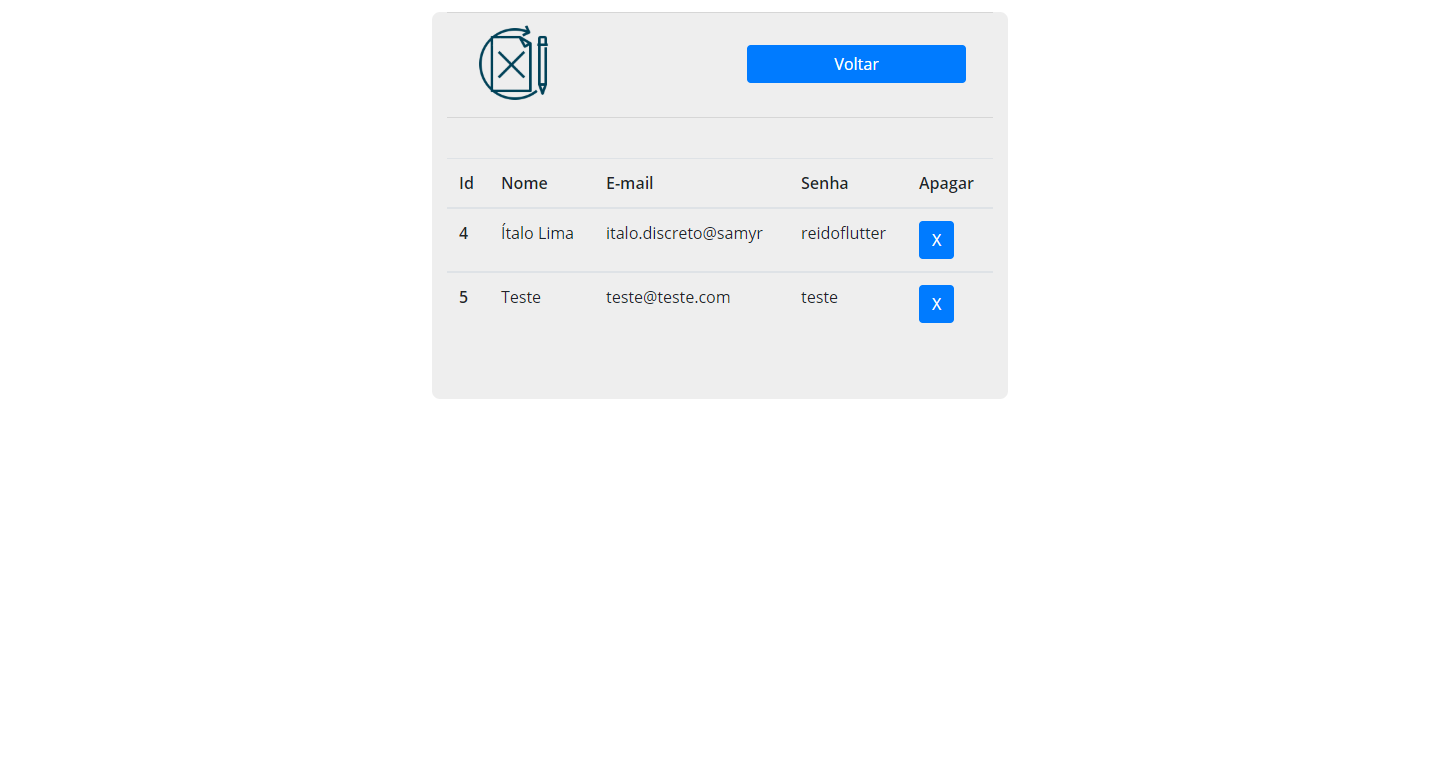 Voltar
Id Nome E-mail Senha Apagar
4 Ítalo Lima italo.discreto@samyr reidoflutter X
5 Teste teste@teste.com teste X